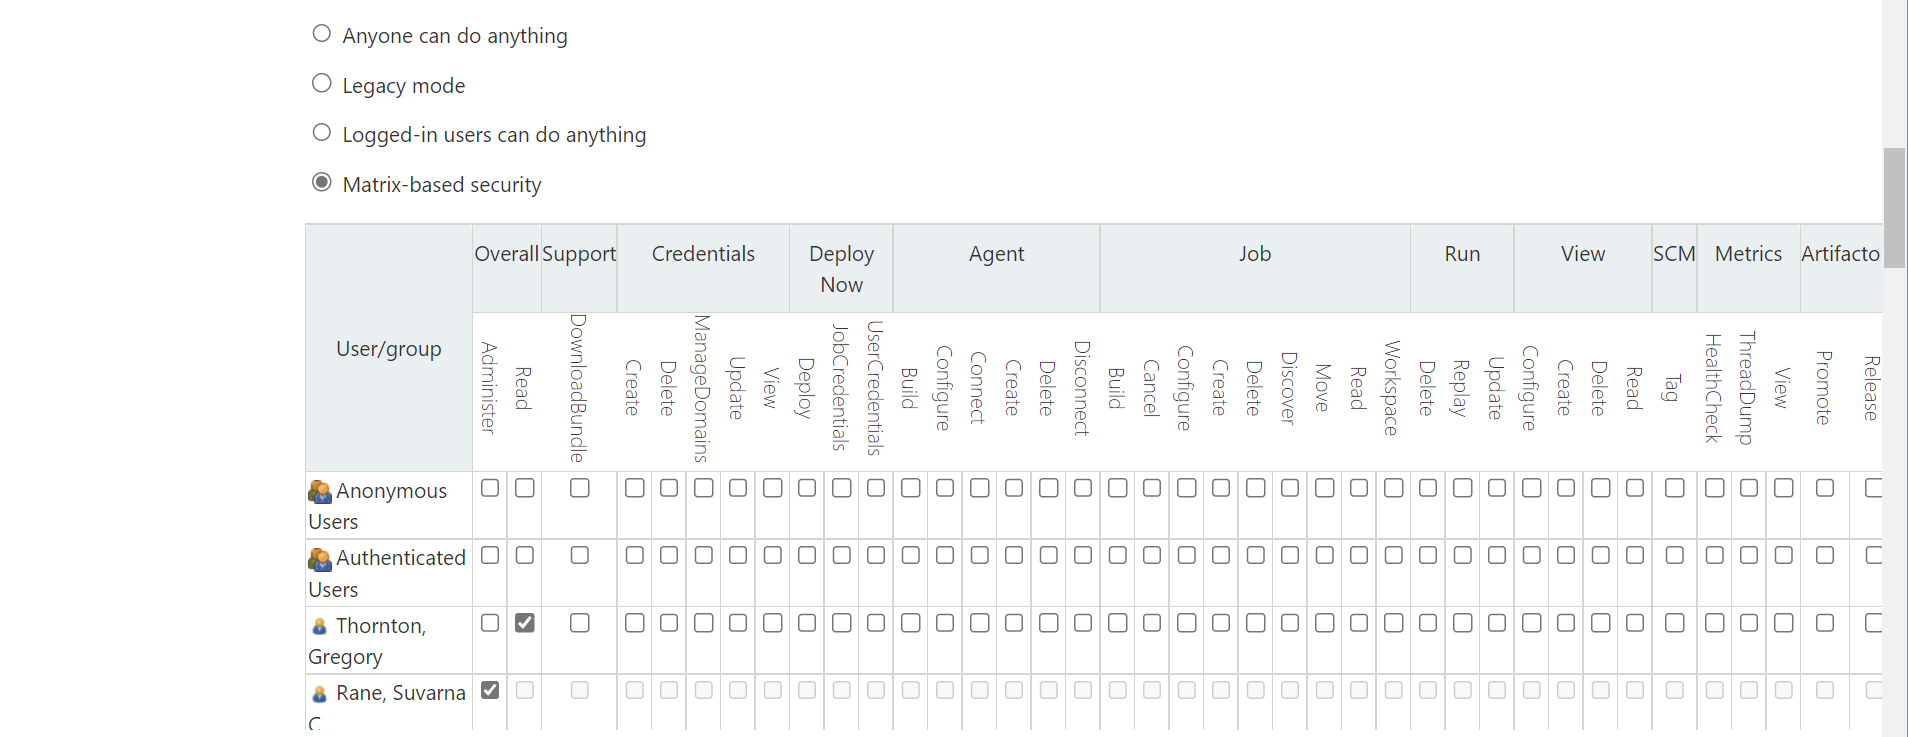 Anyone can do anything
Legacy mode
Logged-in users can do anything
Matrix-based security
User/group
Overall Support Credentials Deploy Now Agent Job Run View SCM Metrics Artifacto
Administer Read DownloadBundle Create Delete ManageDomains Update View Deploy JobCredentials UserCredentials Build Configure Connect Create Delete Disconnect Build Cancel Configure Create Delete Discover Move Read Workspace Delete Replay Update Configure Create Delete Read Tag HealthCheck ThreadDump View Promote Release
Anonymous
Users
Authenticated
Users
Thornton,
Gregory
Rane, Suvarna
C